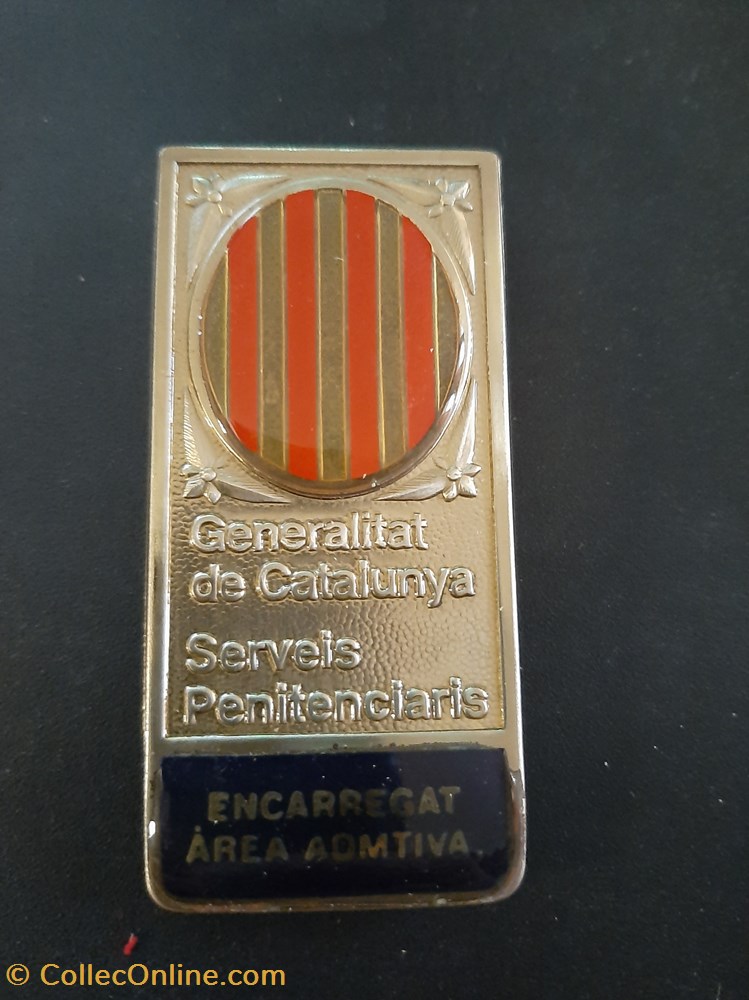 Generalitat
de Catalunya
Serveis
Penitenciaris
ENCARREGAT
ÀREA ADMTIVA.
© CollecOnline.com